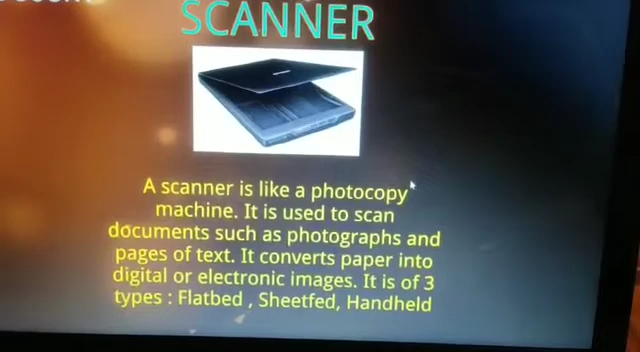 SCANNER
A scanner is like a photocopy
machine. It is used to scan
documents such as photographs and
pages of text. It converts paper into
digital or electronic images. It is of 3
types : Flatbed , Sheetfed, Handheld